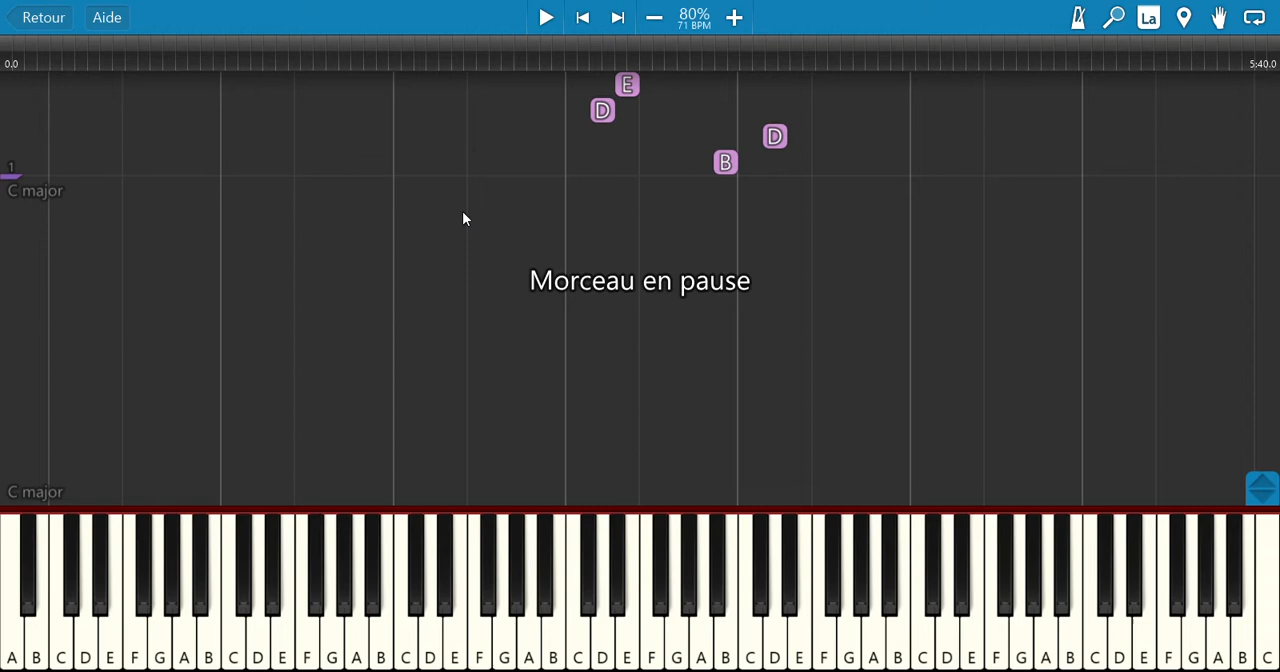 Retour Aide 80% La
71 BPM
0.0 5:40.0
E
D
D
B
1
C major
Morceau en pause
C major
A B C D E F G A B C D E F G A B C D E F G A B C D E F G A B C D E F G A B C D E F G A B C D E F G A B C